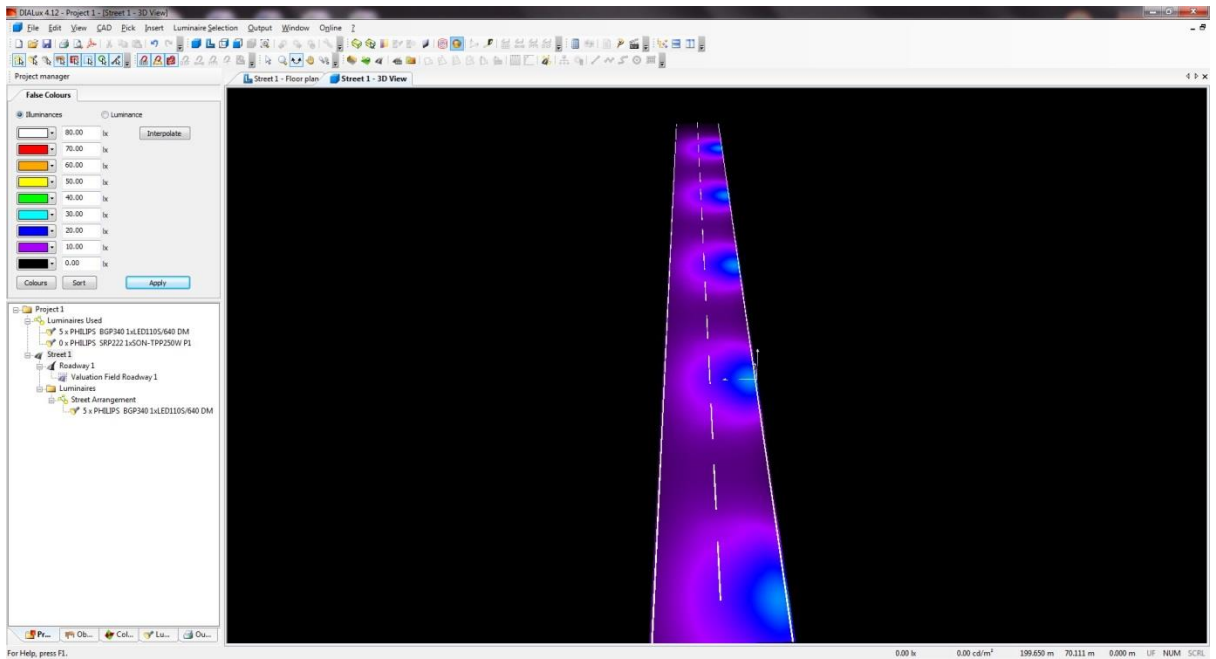 DIALux 4.12 - Project 1 - [Street 1 - 3D View]
File Edit View CAD Pick Insert Luminaire Selection Output Window Online ?
Project manager
Street 1 - Floor plan Street 1 - 3D View
False Colours
Illuminances Luminance
80.00 lx Interpolate
70.00 lx
60.00 lx
50.00 lx
40.00 lx
30.00 lx
20.00 lx
10.00 lx
0.00 lx
Colours Sort Apply
Project 1
Luminaires Used
5 x PHILIPS BGP340 1xLED110S/640 DM
0 x PHILIPS SRP222 1xSON-TPP250W P1
Street 1
Roadway 1
Valuation Field Roadway 1
Luminaires
Street Arrangement
5 x PHILIPS BGP340 1xLED110S/640 DM
Pr... Ob... Col... Lu... Ou...
For Help, press F1. 0.00 lx 0.00 cd/m² 199.650 m 70.111 m 0.000 m UF NUM SCRL